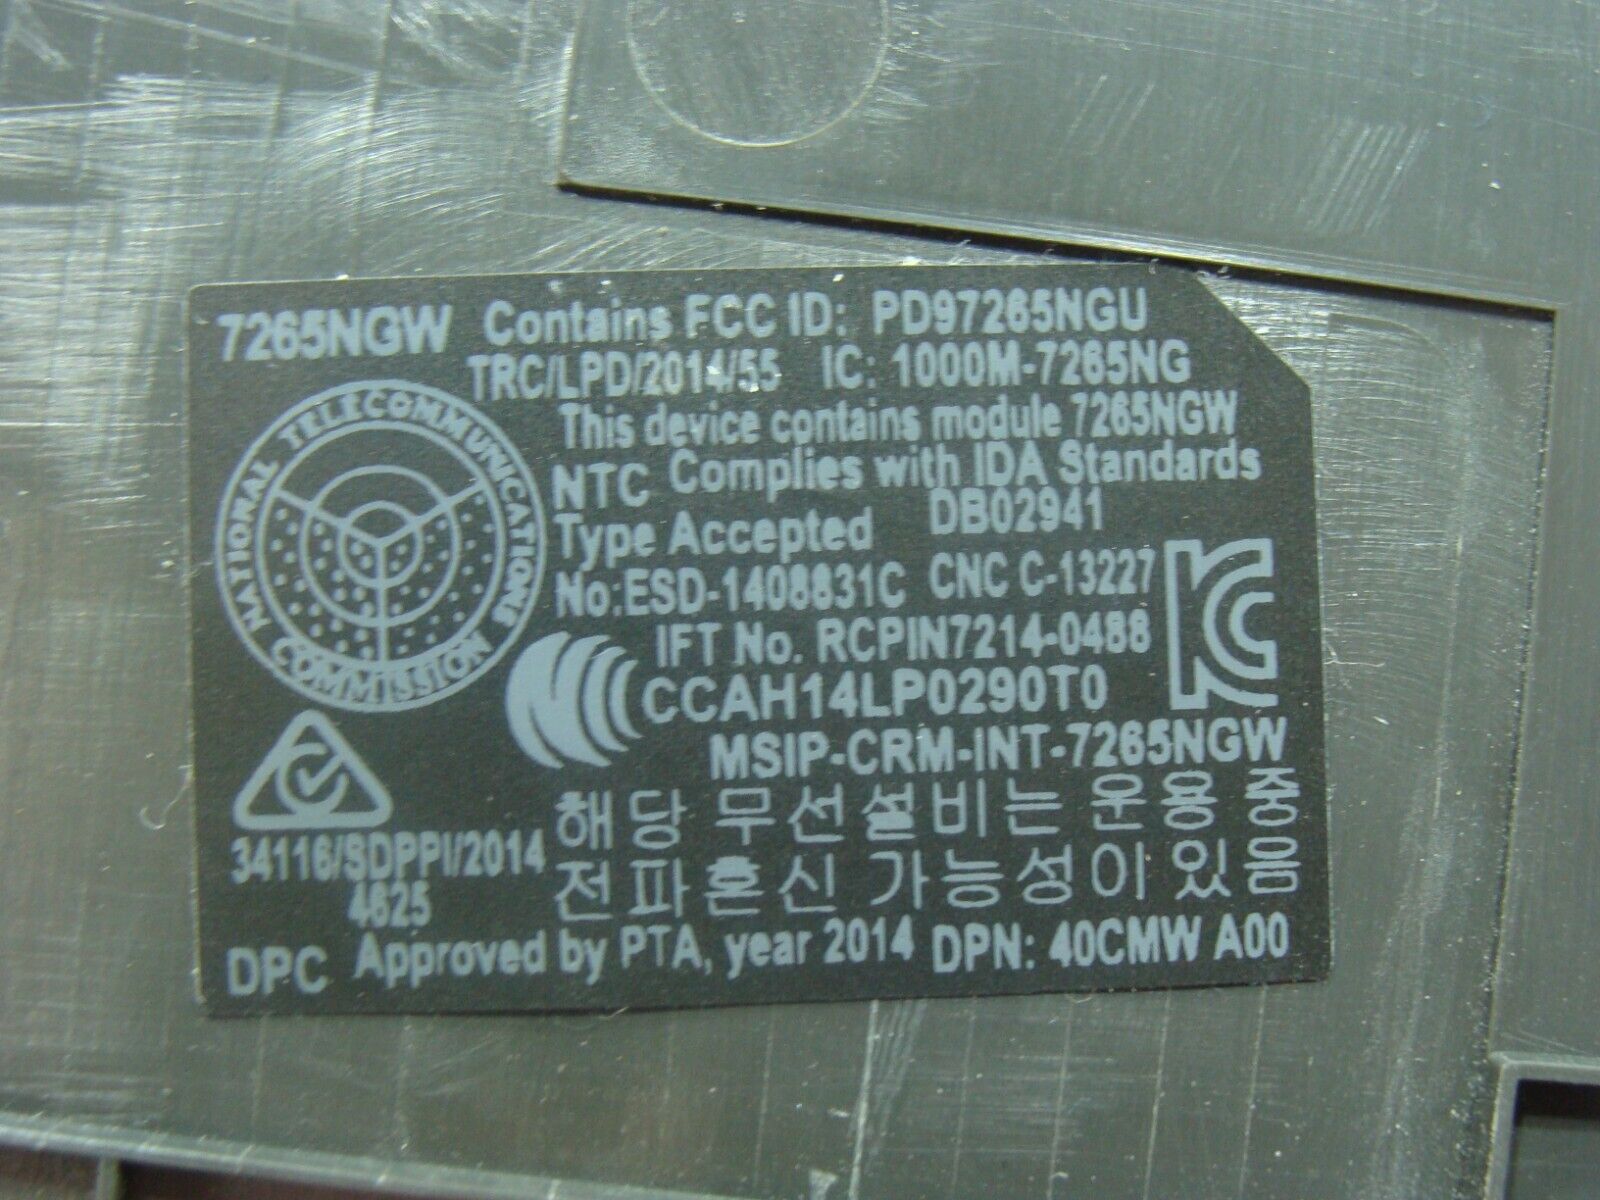 7265NGW Contains FCC ID: PD97265NGU
TRC/LPD/2014/55 IC: 1000M-7265NG
This device contains module 7265NGW
NATIONAL TELECOMMUNICATIONS COMMISSION
NTC Complies with IDA Standards
Type Accepted DB02941
No:ESD-1408831C CNC C-13227
IFT No. RCPIN7214-0488
CCAH14LP0290T0
MSIP-CRM-INT-7265NGW
해당 무선설비는 운용 중
전파혼신 가능성이 있음
34116/SDPPI/2014
4625
DPC Approved by PTA, year 2014 DPN: 40CMW A00